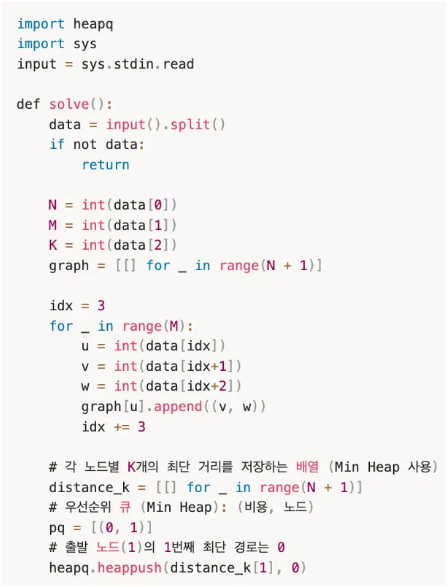 import heapq
import sys
input = sys.stdin.read

def solve():
    data = input().split()
    if not data:
        return

    N = int(data[0])
    M = int(data[1])
    K = int(data[2])
    graph = [[] for _ in range(N + 1)]

    idx = 3
    for _ in range(M):
        u = int(data[idx])
        v = int(data[idx+1])
        w = int(data[idx+2])
        graph[u].append((v, w))
        idx += 3

    # 각 노드별 K개의 최단 거리를 저장하는 배열 (Min Heap 사용)
    distance_k = [[] for _ in range(N + 1)]
    # 우선순위 큐 (Min Heap): (비용, 노드)
    pq = [(0, 1)]
    # 출발 노드(1)의 1번째 최단 경로는 0
    heapq.heappush(distance_k[1], 0)